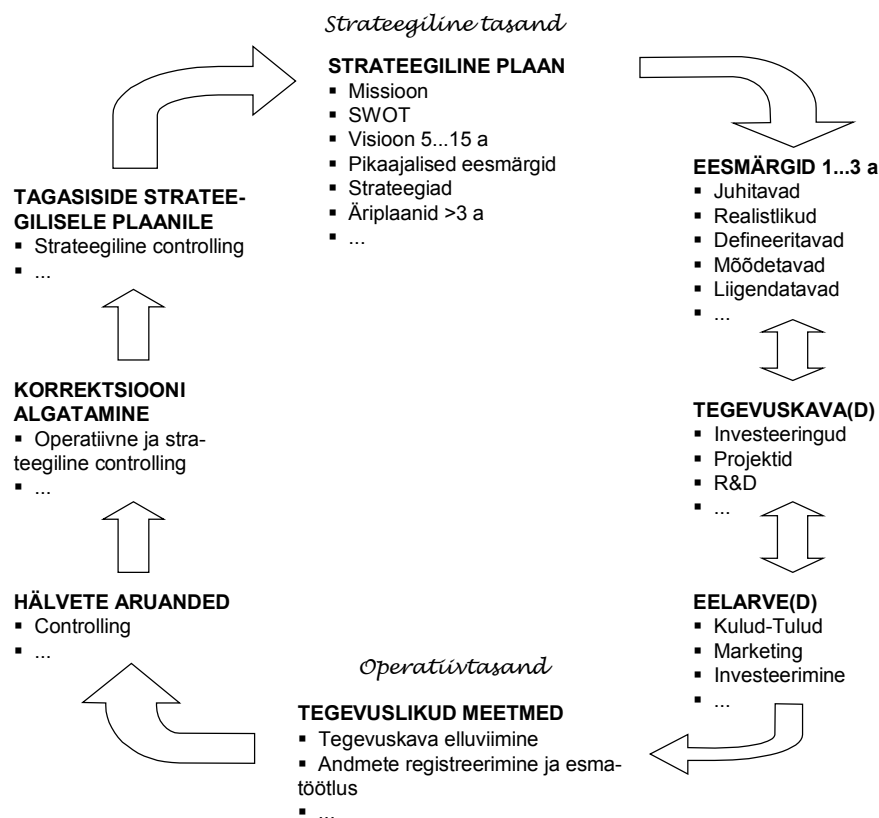 Strateegiline tasand
STRATEEGILINE PLAAN
▪ Missioon
▪ SWOT
▪ Visioon 5...15 a
▪ Pikaajalised eesmärgid
▪ Strateegiad
▪ Äriplaanid >3 a
▪ ...
EESMÄRGID 1...3 a
▪ Juhitavad
▪ Realistlikud
▪ Defineeritavad
▪ Mõõdetavad
▪ Liigendatavad
▪ ...
TEGEVUSKAVA(D)
▪ Investeeringud
▪ Projektid
▪ R&D
▪ ...
EELARVE(D)
▪ Kulud-Tulud
▪ Marketing
▪ Investeerimine
▪ ...
Operatiivtasand
TEGEVUSLIKUD MEETMED
▪ Tegevuskava elluviimine
▪ Andmete registreerimine ja esma-
töötlus
▪ ...
HÄLVETE ARUANDED
▪ Controlling
▪ ...
KORREKTSIOONI
ALGATAMINE
▪ Operatiivne ja stra-
teegiline controlling
▪ ...
TAGASISIDE STRATEE-
GILISELE PLAANILE
▪ Strateegiline controlling
▪ ...